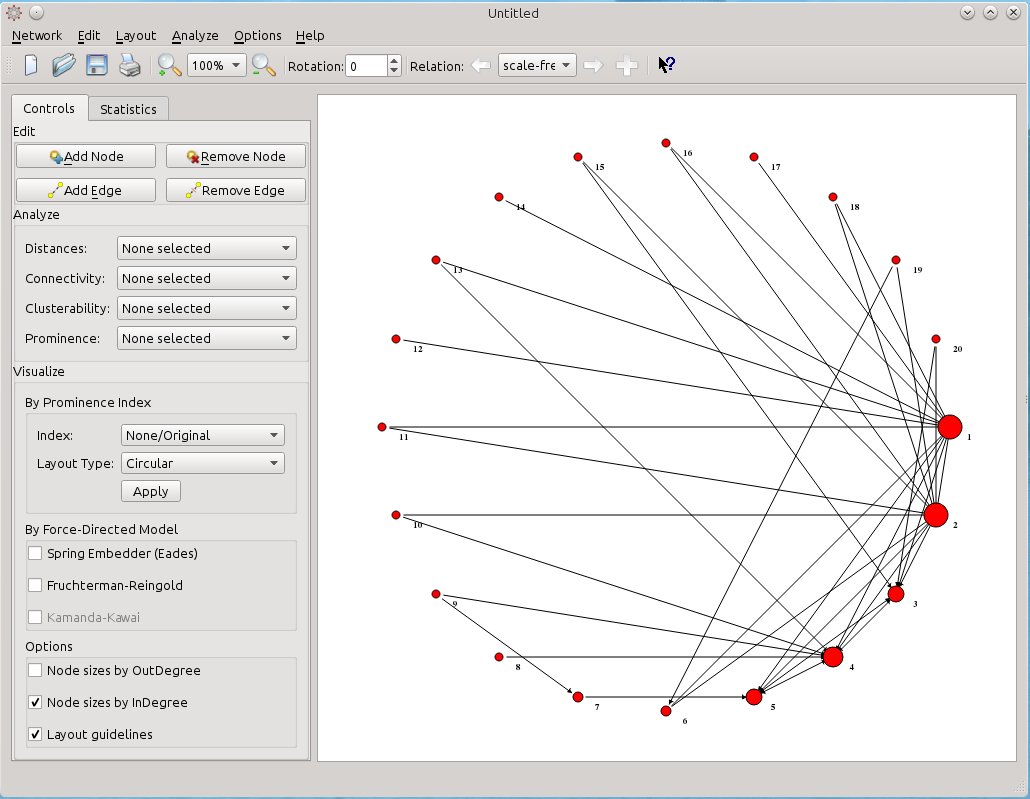 Untitled
Network Edit Layout Analyze Options Help
100% Rotation: 0 Relation: scale-fre
Controls Statistics
Edit
Add Node Remove Node
Add Edge Remove Edge
Analyze
Distances: None selected
Connectivity: None selected
Clusterability: None selected
Prominence: None selected
Visualize
By Prominence Index
Index: None/Original
Layout Type: Circular
Apply
By Force-Directed Model
Spring Embedder (Eades)
Fruchterman-Reingold
Kamanda-Kawai
Options
Node sizes by OutDegree
Node sizes by InDegree
Layout guidelines
16
15
17
14
18
13
19
12
20
11
1
10
2
9
3
8
4
7
5
6